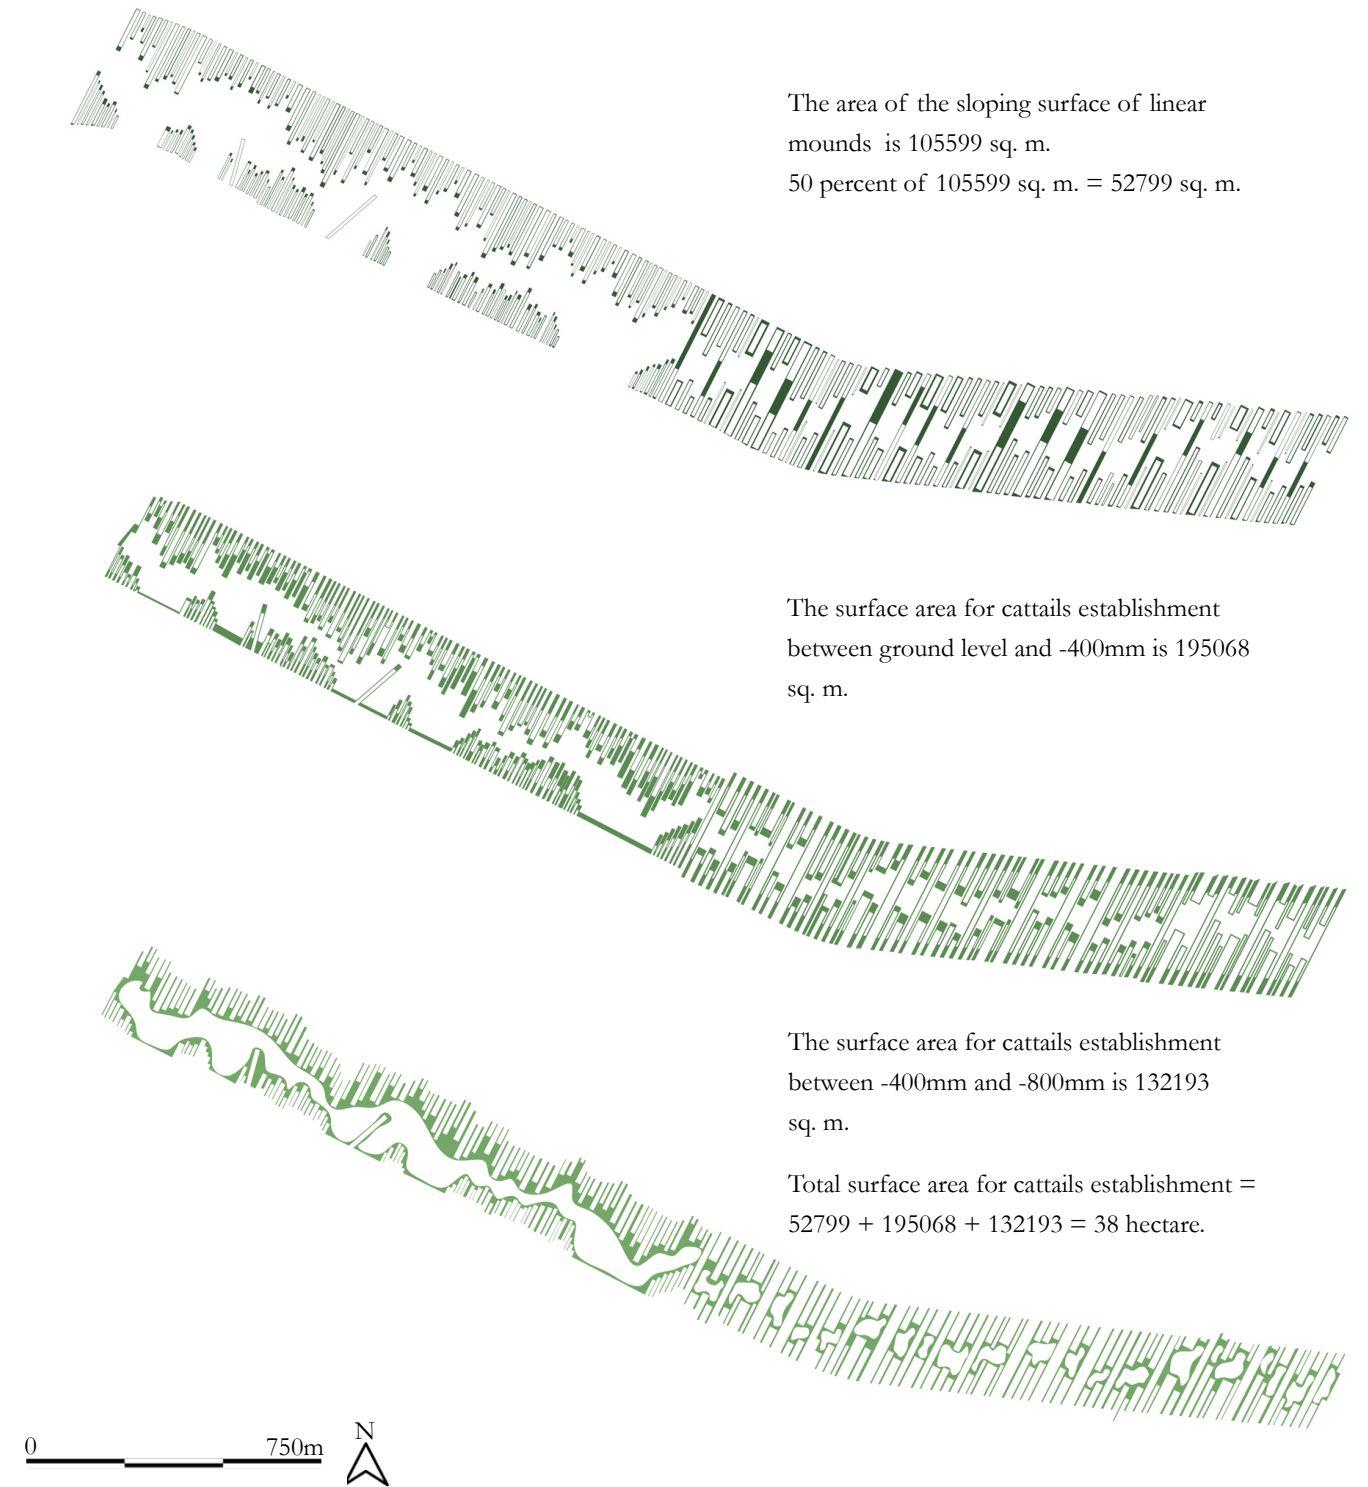 The area of the sloping surface of linear
mounds is 105599 sq. m.
50 percent of 105599 sq. m. = 52799 sq. m.
The surface area for cattails establishment
between ground level and -400mm is 195068
sq. m.
The surface area for cattails establishment
between -400mm and -800mm is 132193
sq. m.
Total surface area for cattails establishment =
52799 + 195068 + 132193 = 38 hectare.
0 750m N